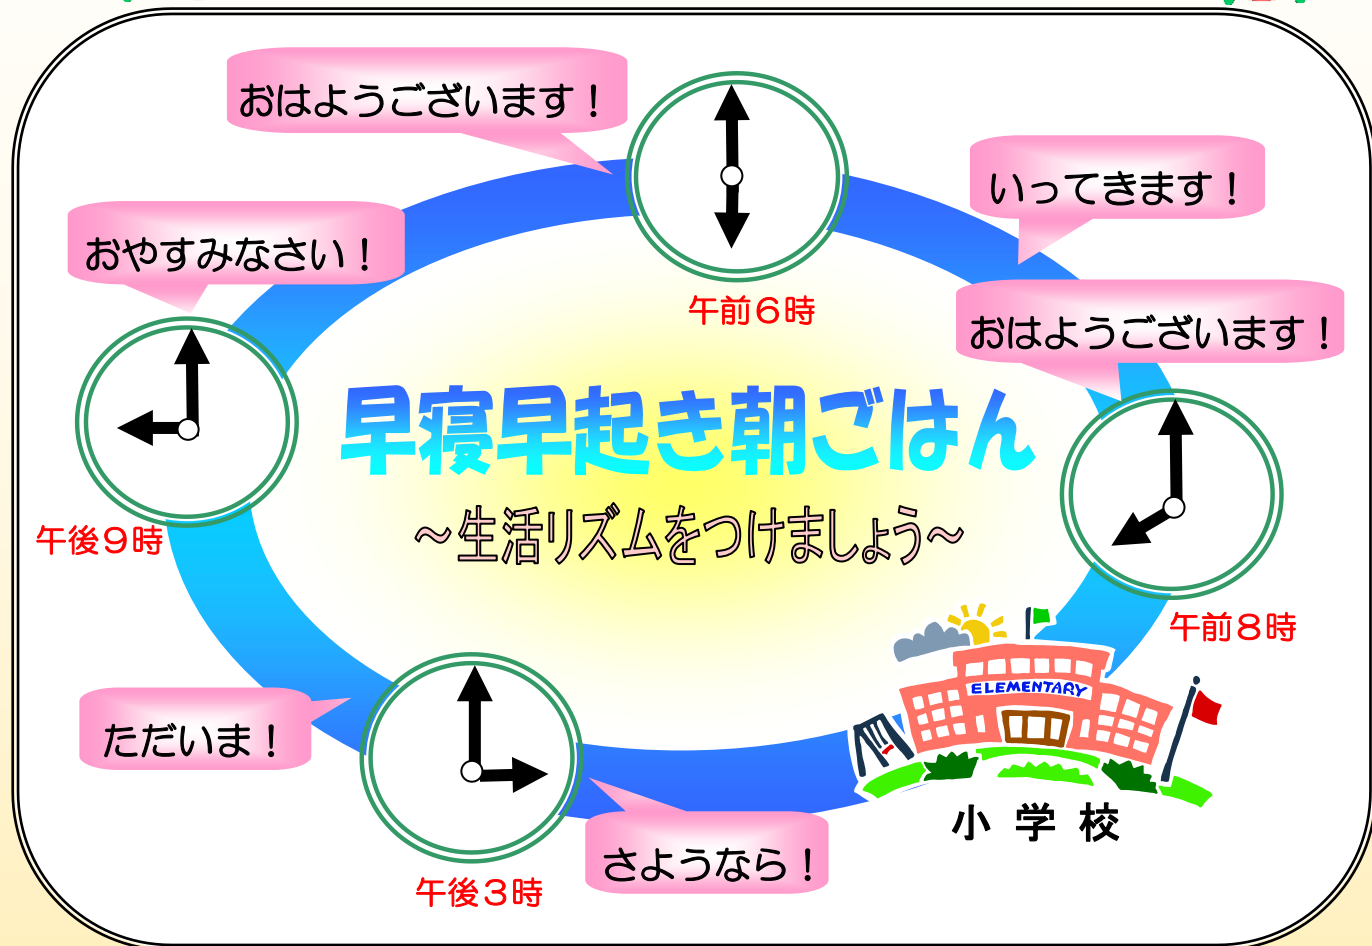 おはようございます！
いってきます！
おやすみなさい！
午前６時
おはようございます！
早寝早起き朝ごはん
～生活リズムをつけましょう～
午後９時
午前８時
ELEMENTARY
ただいま！
小学校
さようなら！
午後３時